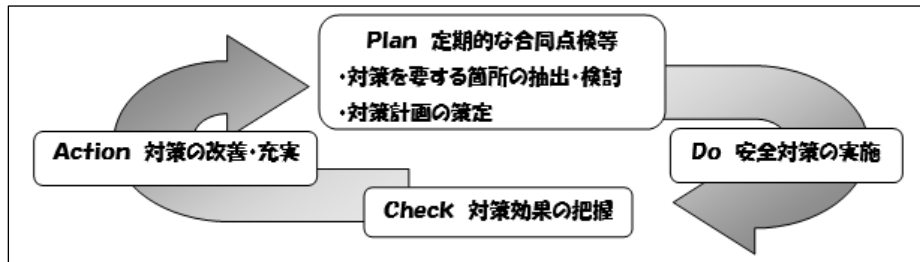 Plan 定期的な合同点検等
・対策を要する箇所の抽出・検討
・対策計画の策定
Action 対策の改善・充実
Do 安全対策の実施
Check 対策効果の把握